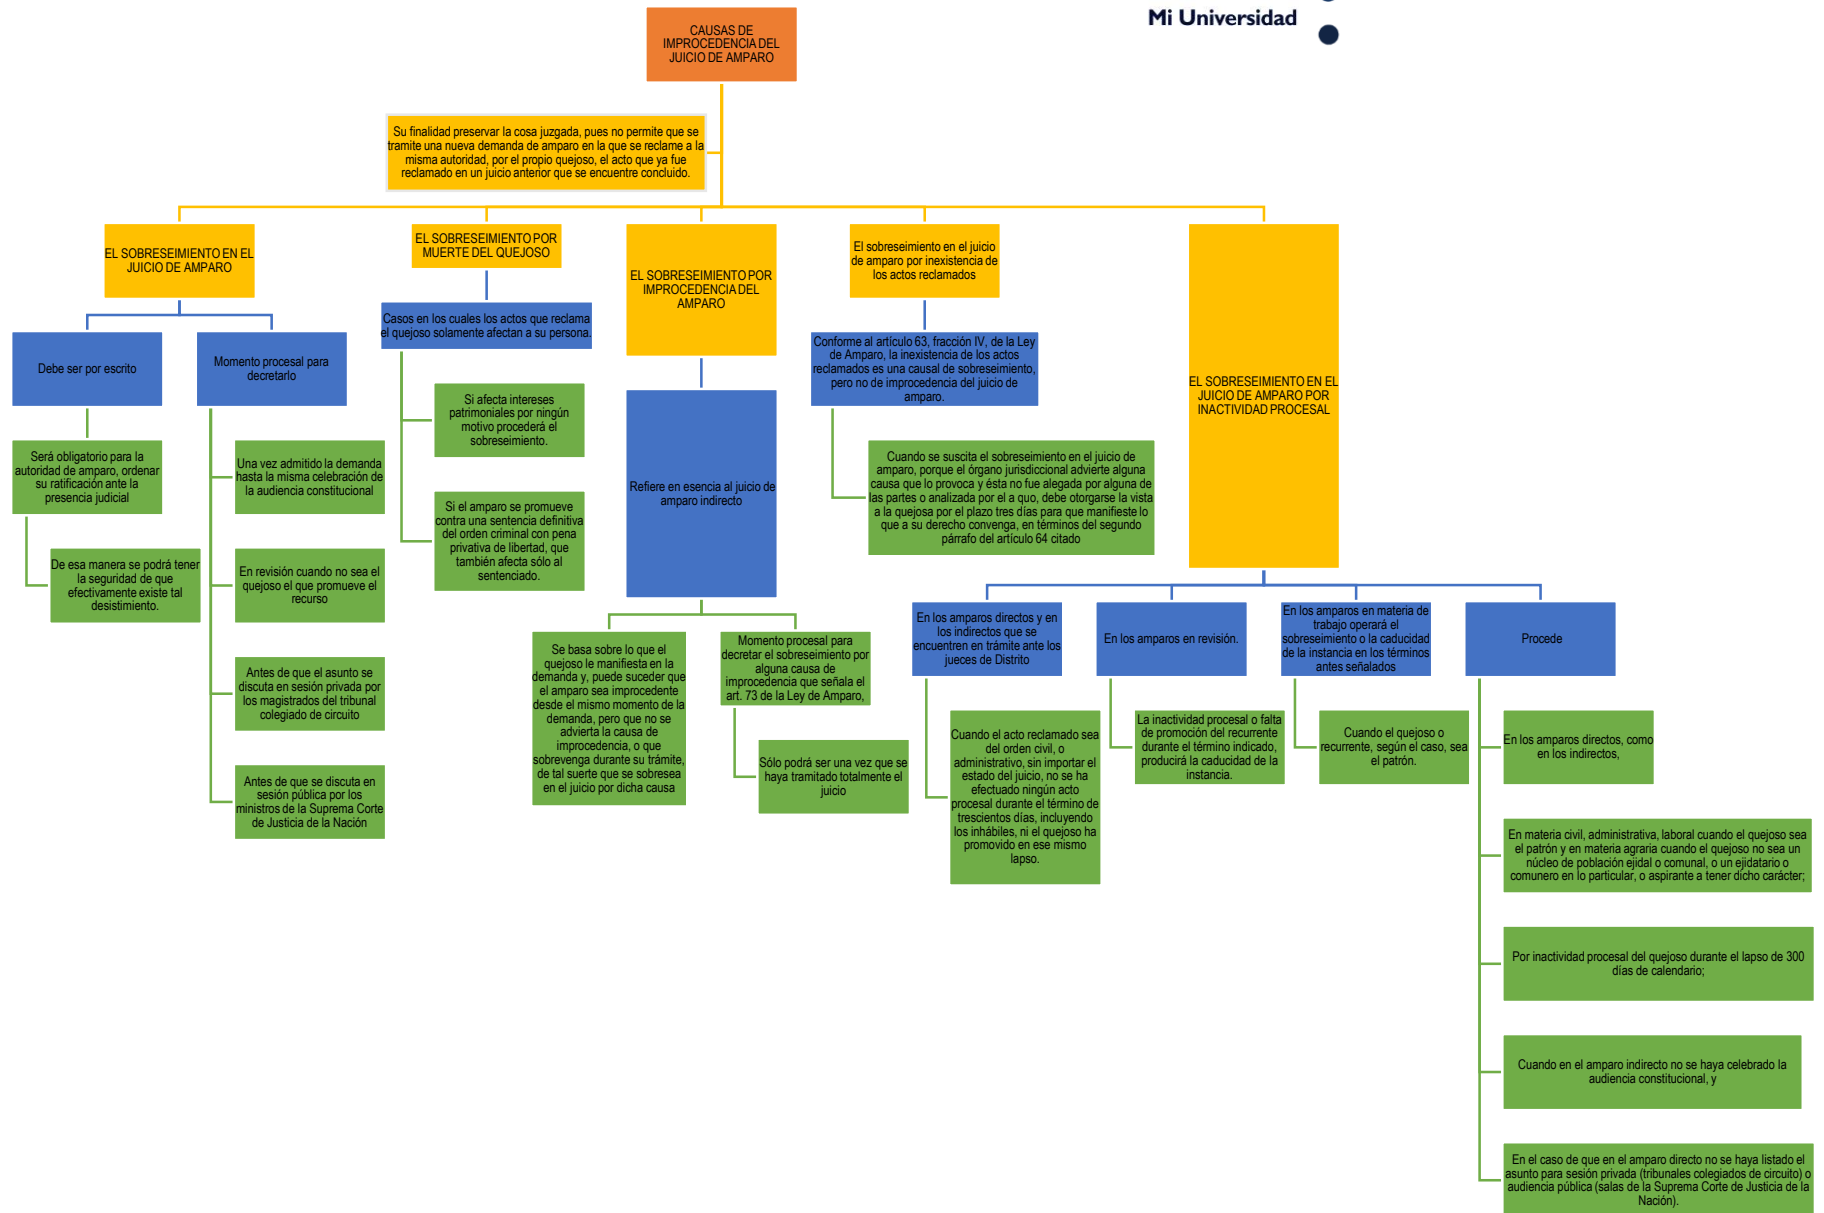 Mi Universidad
CAUSAS DE
IMPROCEDENCIA DEL
JUICIO DE AMPARO
Su finalidad preservar la cosa juzgada, pues no permite que se
tramite una nueva demanda de amparo en la que se reclame a la
misma autoridad, por el propio quejoso, el acto que ya fue
reclamado en un juicio anterior que se encuentre concluido.
EL SOBRESEIMIENTO EN EL
JUICIO DE AMPARO
Debe ser por escrito
Será obligatorio para la
autoridad de amparo, ordenar
su ratificación ante la
presencia judicial
De esa manera se podrá tener
la seguridad de que
efectivamente existe tal
desistimiento.
Momento procesal para
decretarlo
Una vez admitido la demanda
hasta la misma celebración de
la audiencia constitucional
En revisión cuando no sea el
quejoso el que promueve el
recurso
Antes de que el asunto se
discuta en sesión privada por
los magistrados del tribunal
colegiado de circuito
Antes de que se discuta en
sesión pública por los
ministros de la Suprema Corte
de Justicia de la Nación
EL SOBRESEIMIENTO POR
MUERTE DEL QUEJOSO
Casos en los cuales los actos que reclama
el quejoso solamente afectan a su persona.
Si afecta intereses
patrimoniales por ningún
motivo procederá el
sobreseimiento.
Si el amparo se promueve
contra una sentencia definitiva
del orden criminal con pena
privativa de libertad, que
también afecta sólo al
sentenciado.
EL SOBRESEIMIENTO POR
IMPROCEDENCIA DEL
AMPARO
Refiere en esencia al juicio de
amparo indirecto
Se basa sobre lo que el
quejoso le manifiesta en la
demanda y, puede suceder que
el amparo sea improcedente
desde el mismo momento de la
demanda, pero que no se
advierta la causa de
improcedencia, o que
sobrevenga durante su trámite,
de tal suerte que se sobresea
en el juicio por dicha causa
Momento procesal para
decretar el sobreseimiento por
alguna causa de
improcedencia que señala el
art. 73 de la Ley de Amparo,
Sólo podrá ser una vez que se
haya tramitado totalmente el
juicio
El sobreseimiento en el juicio
de amparo por inexistencia de
los actos reclamados
Conforme al artículo 63, fracción IV, de la Ley
de Amparo, la inexistencia de los actos
reclamados es una causal de sobreseimiento,
pero no de improcedencia del juicio de
amparo.
Cuando se suscita el sobreseimiento en el juicio de
amparo, porque el órgano jurisdiccional advierte alguna
causa que lo provoca y ésta no fue alegada por alguna de
las partes o analizada por el a quo, debe otorgarse la vista
a la quejosa por el plazo tres días para que manifieste lo
que a su derecho convenga, en términos del segundo
párrafo del artículo 64 citado
EL SOBRESEIMIENTO EN EL
JUICIO DE AMPARO POR
INACTIVIDAD PROCESAL
En los amparos directos y en
los indirectos que se
encuentren en trámite ante los
jueces de Distrito
Cuando el acto reclamado sea
del orden civil, o
administrativo, sin importar el
estado del juicio, no se ha
efectuado ningún acto
procesal durante el término de
trescientos días, incluyendo
los inhábiles, ni el quejoso ha
promovido en ese mismo
lapso.
En los amparos en revisión.
La inactividad procesal o falta
de promoción del recurrente
durante el término indicado,
producirá la caducidad de la
instancia.
En los amparos en materia de
trabajo operará el
sobreseimiento o la caducidad
de la instancia en los términos
antes señalados
Cuando el quejoso o
recurrente, según el caso, sea
el patrón.
Procede
En los amparos directos, como
en los indirectos,
En materia civil, administrativa, laboral cuando el quejoso sea
el patrón y en materia agraria cuando el quejoso no sea un
núcleo de población ejidal o comunal, o un ejidatario o
comunero en lo particular, o aspirante a tener dicho carácter;
Por inactividad procesal del quejoso durante el lapso de 300
días de calendario;
Cuando en el amparo indirecto no se haya celebrado la
audiencia constitucional, y
En el caso de que en el amparo directo no se haya listado el
asunto para sesión privada (tribunales colegiados de circuito) o
audiencia pública (salas de la Suprema Corte de Justicia de la
Nación).